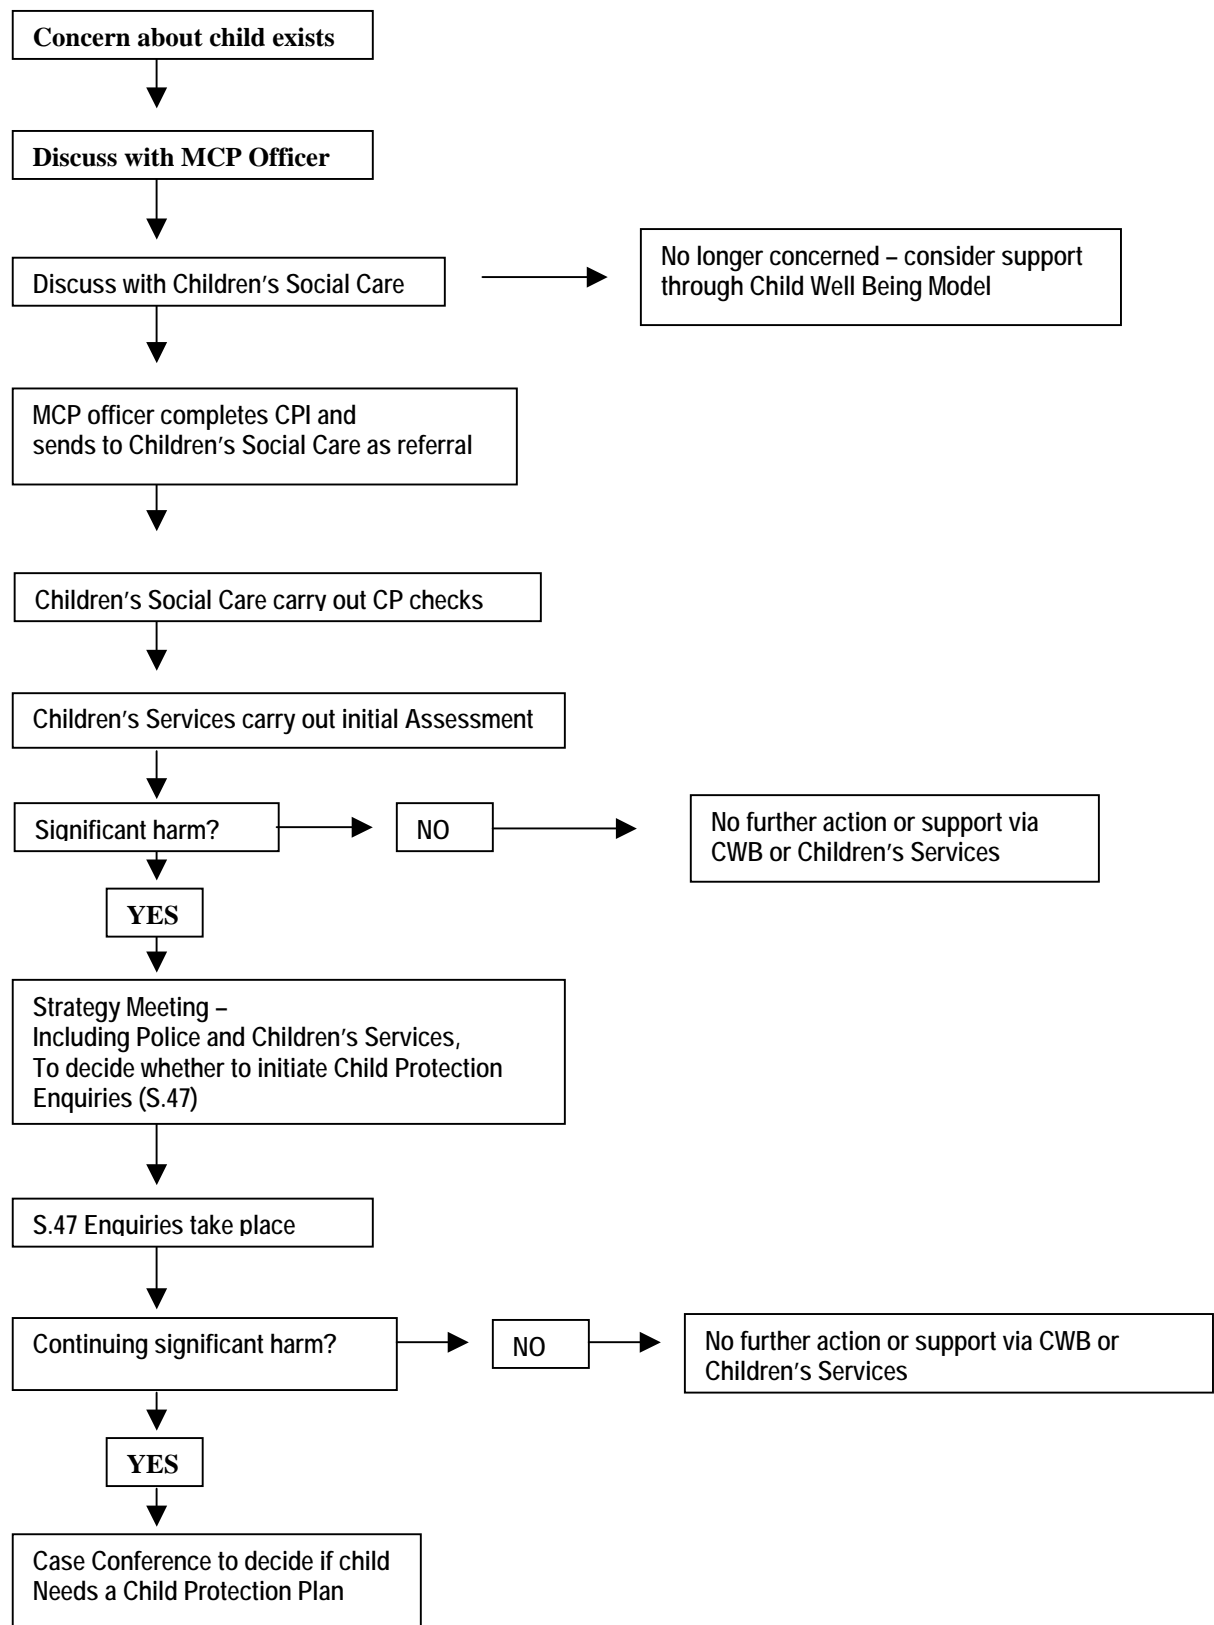 Concern about child exists
Discuss with MCP Officer
Discuss with Children's Social Care
No longer concerned – consider support
through Child Well Being Model
MCP officer completes CPI and
sends to Children's Social Care as referral
Children's Social Care carry out CP checks
Children's Services carry out initial Assessment
Significant harm?
NO
No further action or support via
CWB or Children's Services
YES
Strategy Meeting –
Including Police and Children's Services,
To decide whether to initiate Child Protection
Enquiries (S.47)
S.47 Enquiries take place
Continuing significant harm?
NO
No further action or support via CWB or
Children's Services
YES
Case Conference to decide if child
Needs a Child Protection Plan